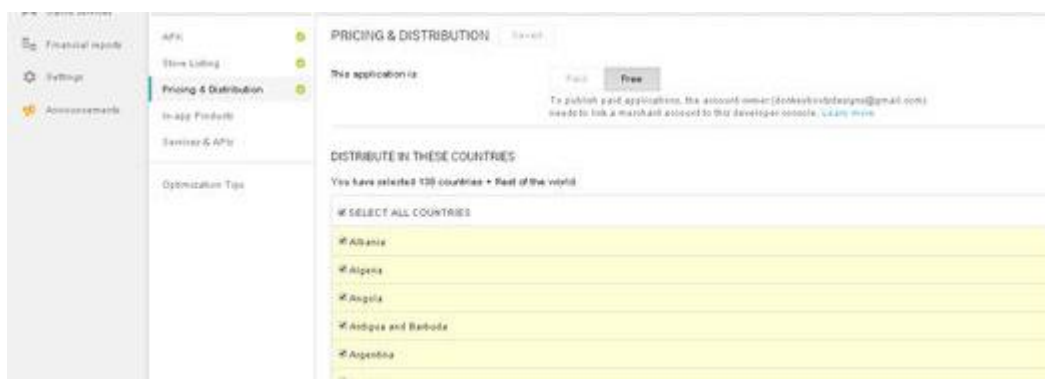 Financial reports
Settings
Announcements
APK
Store Listing
Pricing & Distribution
In-app Products
Services & APIs
Optimization Tips
PRICING & DISTRIBUTION
Saved
This application is
Paid
Free
To publish paid applications, the account owner
needs to link a merchant account to this developer console. Learn more
DISTRIBUTE IN THESE COUNTRIES
You have selected 138 countries + Rest of the world
SELECT ALL COUNTRIES
Albania
Algeria
Angola
Antigua and Barbuda
Argentina